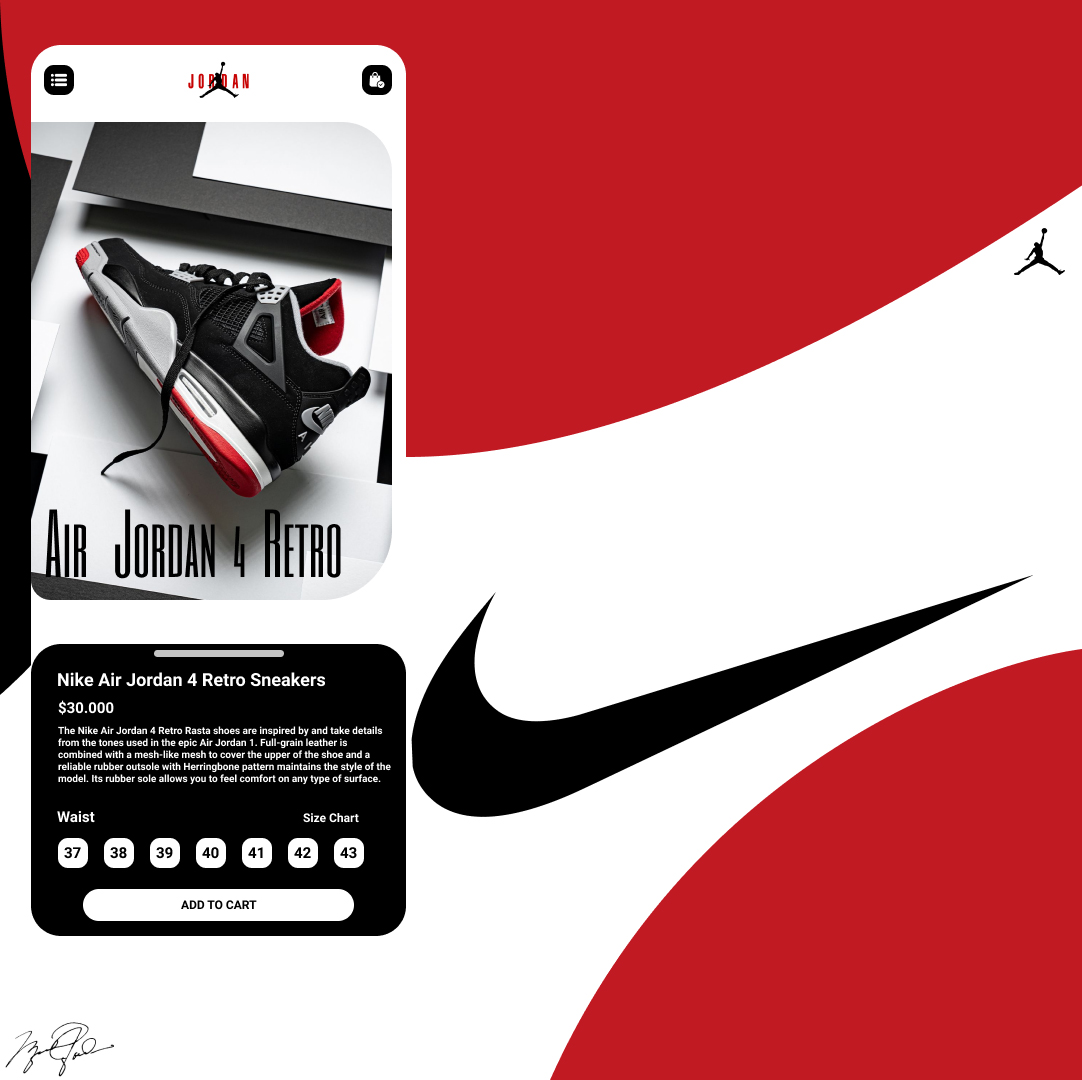 JORDAN
AIR JORDAN 4 RETRO
Nike Air Jordan 4 Retro Sneakers
$30.000
The Nike Air Jordan 4 Retro Rasta shoes are inspired by and take details
from the tones used in the epic Air Jordan 1. Full-grain leather is
combined with a mesh-like mesh to cover the upper of the shoe and a
reliable rubber outsole with Herringbone pattern maintains the style of the
model. Its rubber sole allows you to feel comfort on any type of surface.
Waist Size Chart
37 38 39 40 41 42 43
ADD TO CART